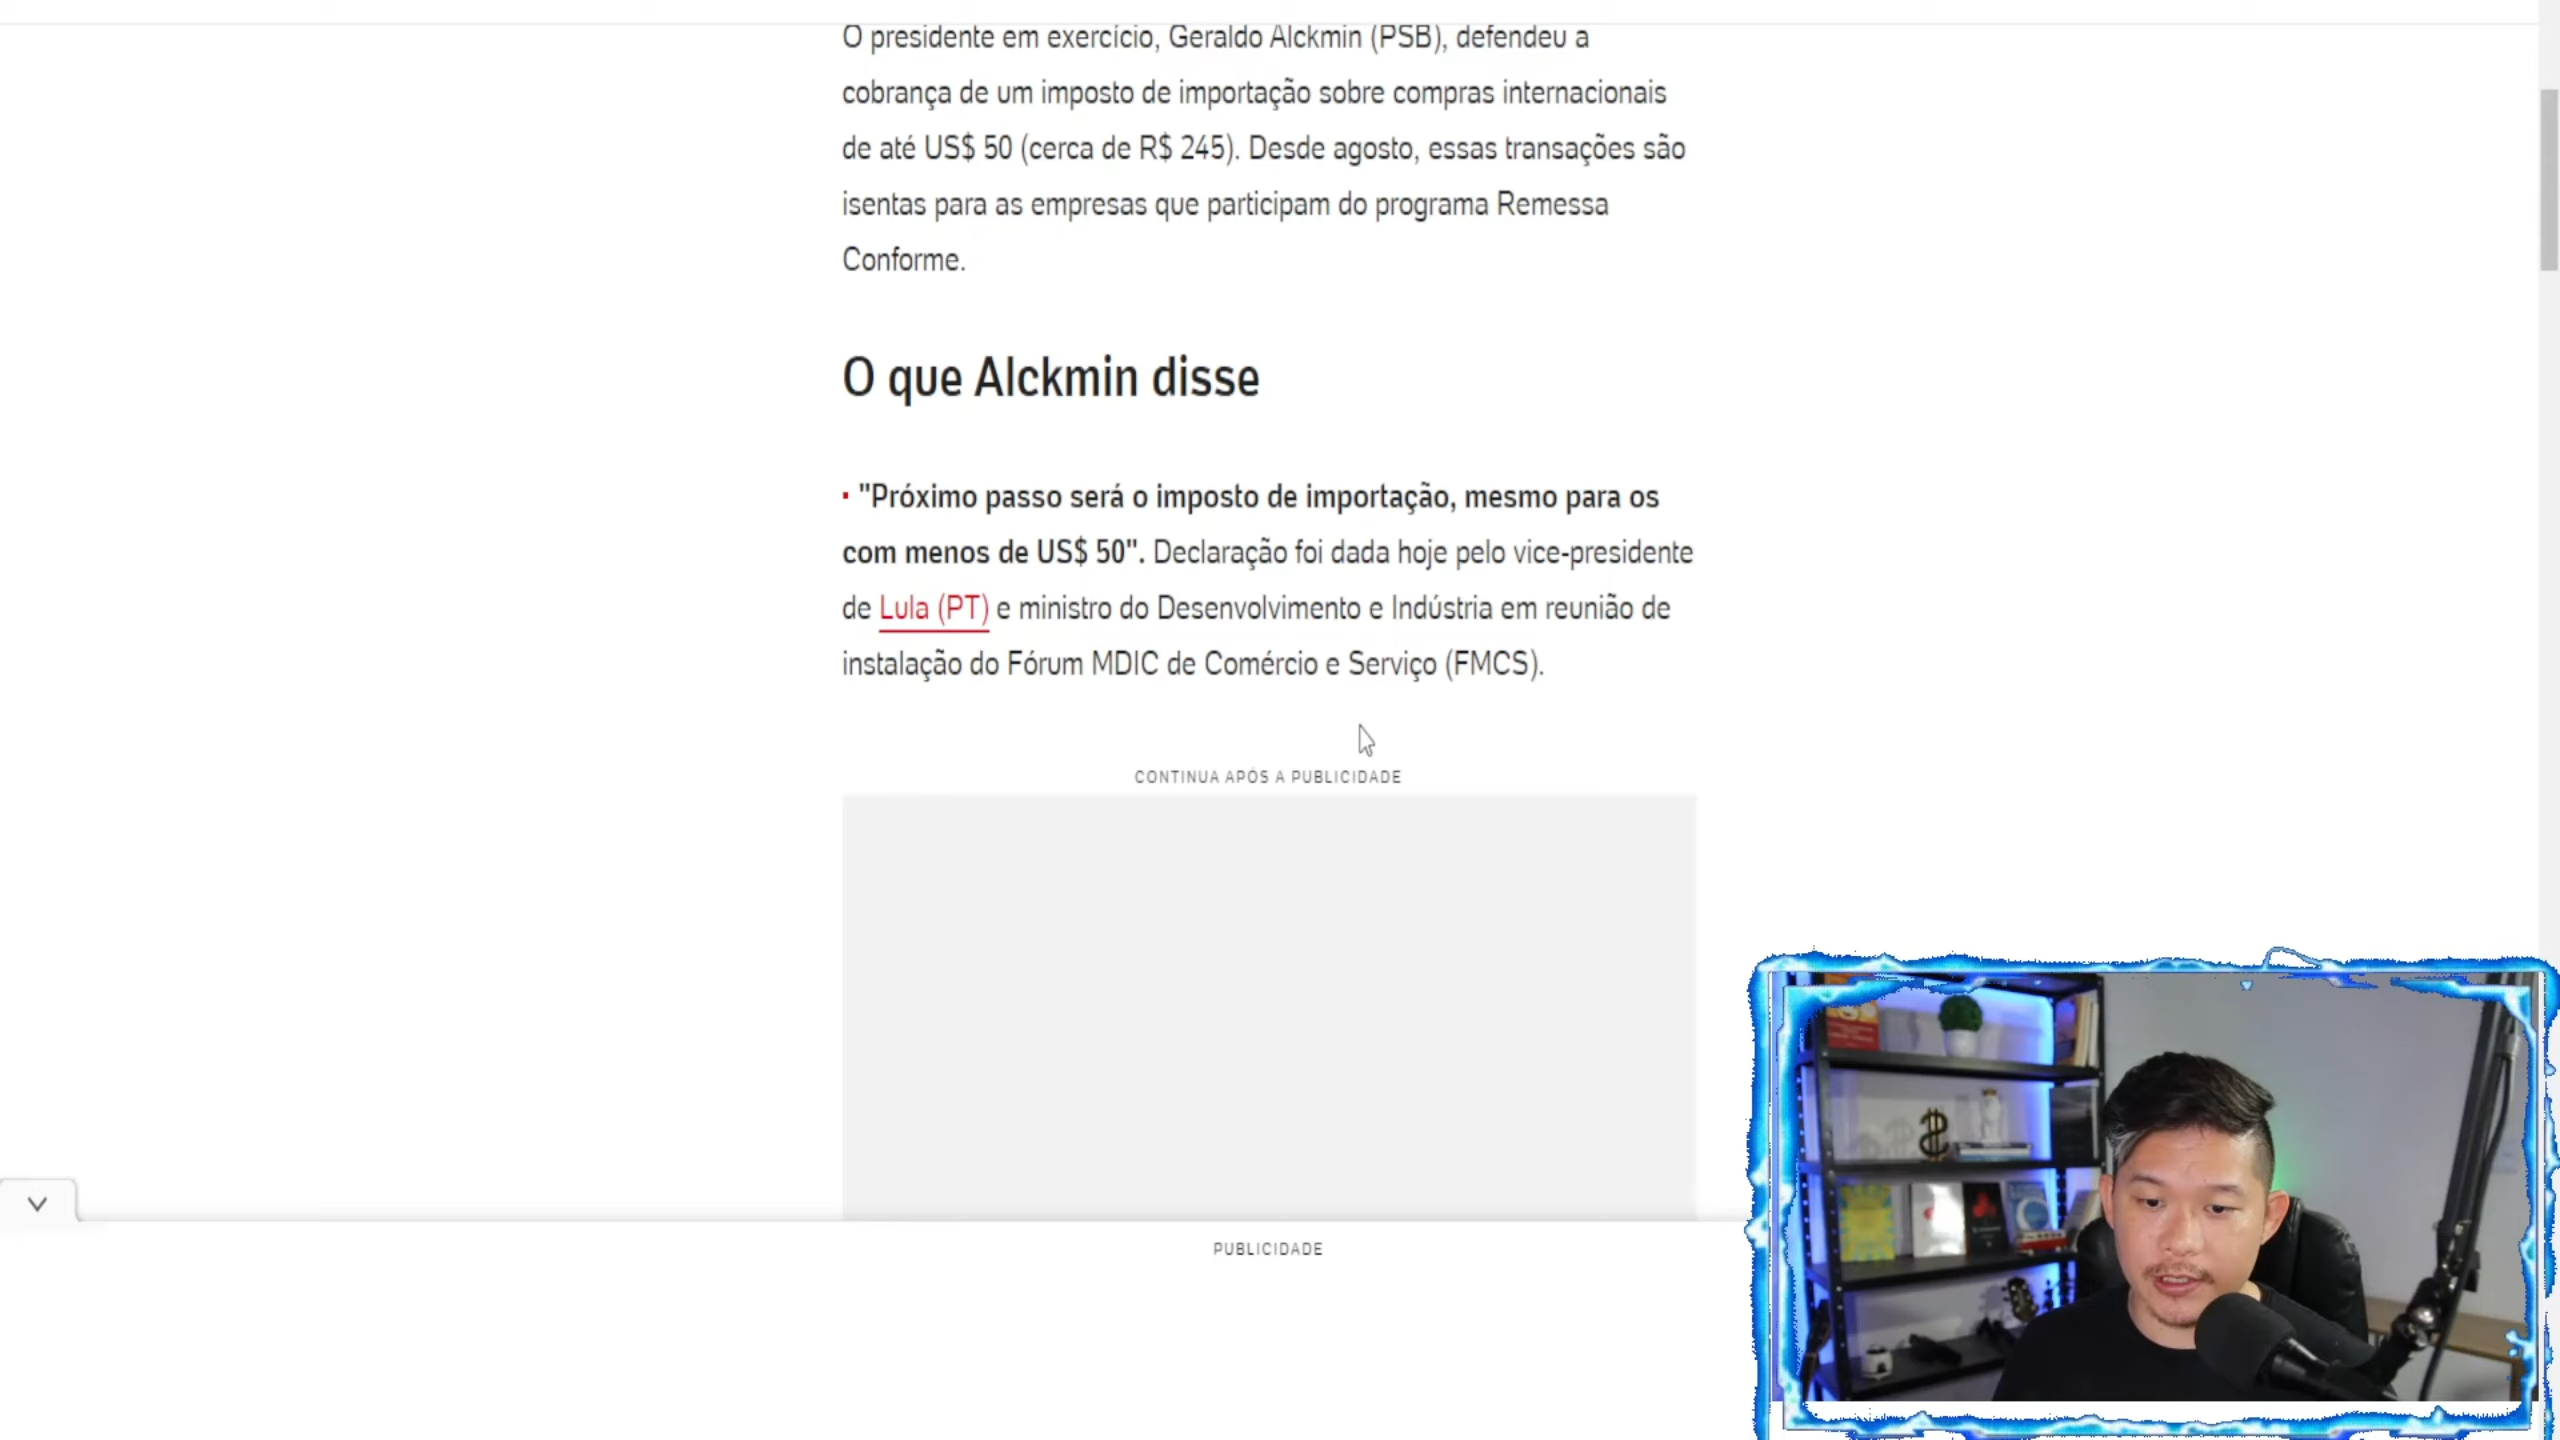 O presidente em exercício, Geraldo Alckmin (PSB), defendeu a
cobrança de um imposto de importação sobre compras internacionais
de até US$ 50 (cerca de R$ 245). Desde agosto, essas transações são
isentas para as empresas que participam do programa Remessa
Conforme.
O que Alckmin disse
· "Próximo passo será o imposto de importação, mesmo para os
com menos de US$ 50". Declaração foi dada hoje pelo vice-presidente
de Lula (PT) e ministro do Desenvolvimento e Indústria em reunião de
instalação do Fórum MDIC de Comércio e Serviço (FMCS).
CONTINUA APÓS A PUBLICIDADE
PUBLICIDADE